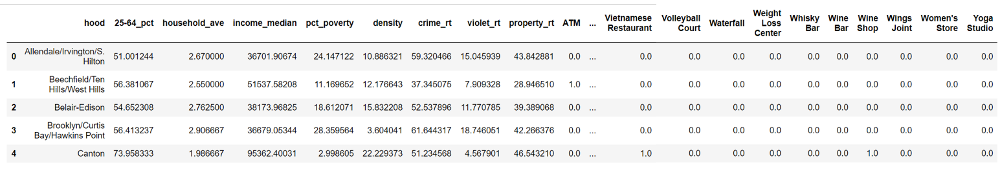 hood 25-64_pct household_ave income_median pct_poverty density crime_rt violet_rt property_rt ATM ... Vietnamese Restaurant Volleyball Court Waterfall Weight Loss Center Whisky Bar Wine Bar Wine Shop Wings Joint Women's Store Yoga Studio
0 Allendale/Irvington/S. Hilton 51.001244 2.670000 36701.90674 24.147122 10.886321 59.320466 15.045939 43.842881 0.0 ... 0.0 0.0 0.0 0.0 0.0 0.0 0.0 0.0 0.0 0.0
1 Beechfield/Ten Hills/West Hills 56.381067 2.550000 51537.58208 11.169652 12.176643 37.345075 7.909328 28.946510 1.0 ... 0.0 0.0 0.0 0.0 0.0 0.0 0.0 0.0 0.0 0.0
2 Belair-Edison 54.652308 2.762500 38173.96825 18.612071 15.832208 52.537896 11.770785 39.389068 0.0 ... 0.0 0.0 0.0 0.0 0.0 0.0 0.0 0.0 0.0 0.0
3 Brooklyn/Curtis Bay/Hawkins Point 56.413237 2.906667 36679.05344 28.359564 3.604041 61.644317 18.746051 42.266376 0.0 ... 0.0 0.0 0.0 0.0 0.0 0.0 0.0 0.0 0.0 0.0
4 Canton 73.958333 1.986667 95362.40031 2.998605 22.229373 51.234568 4.567901 46.543210 0.0 ... 1.0 0.0 0.0 0.0 0.0 0.0 1.0 0.0 0.0 0.0